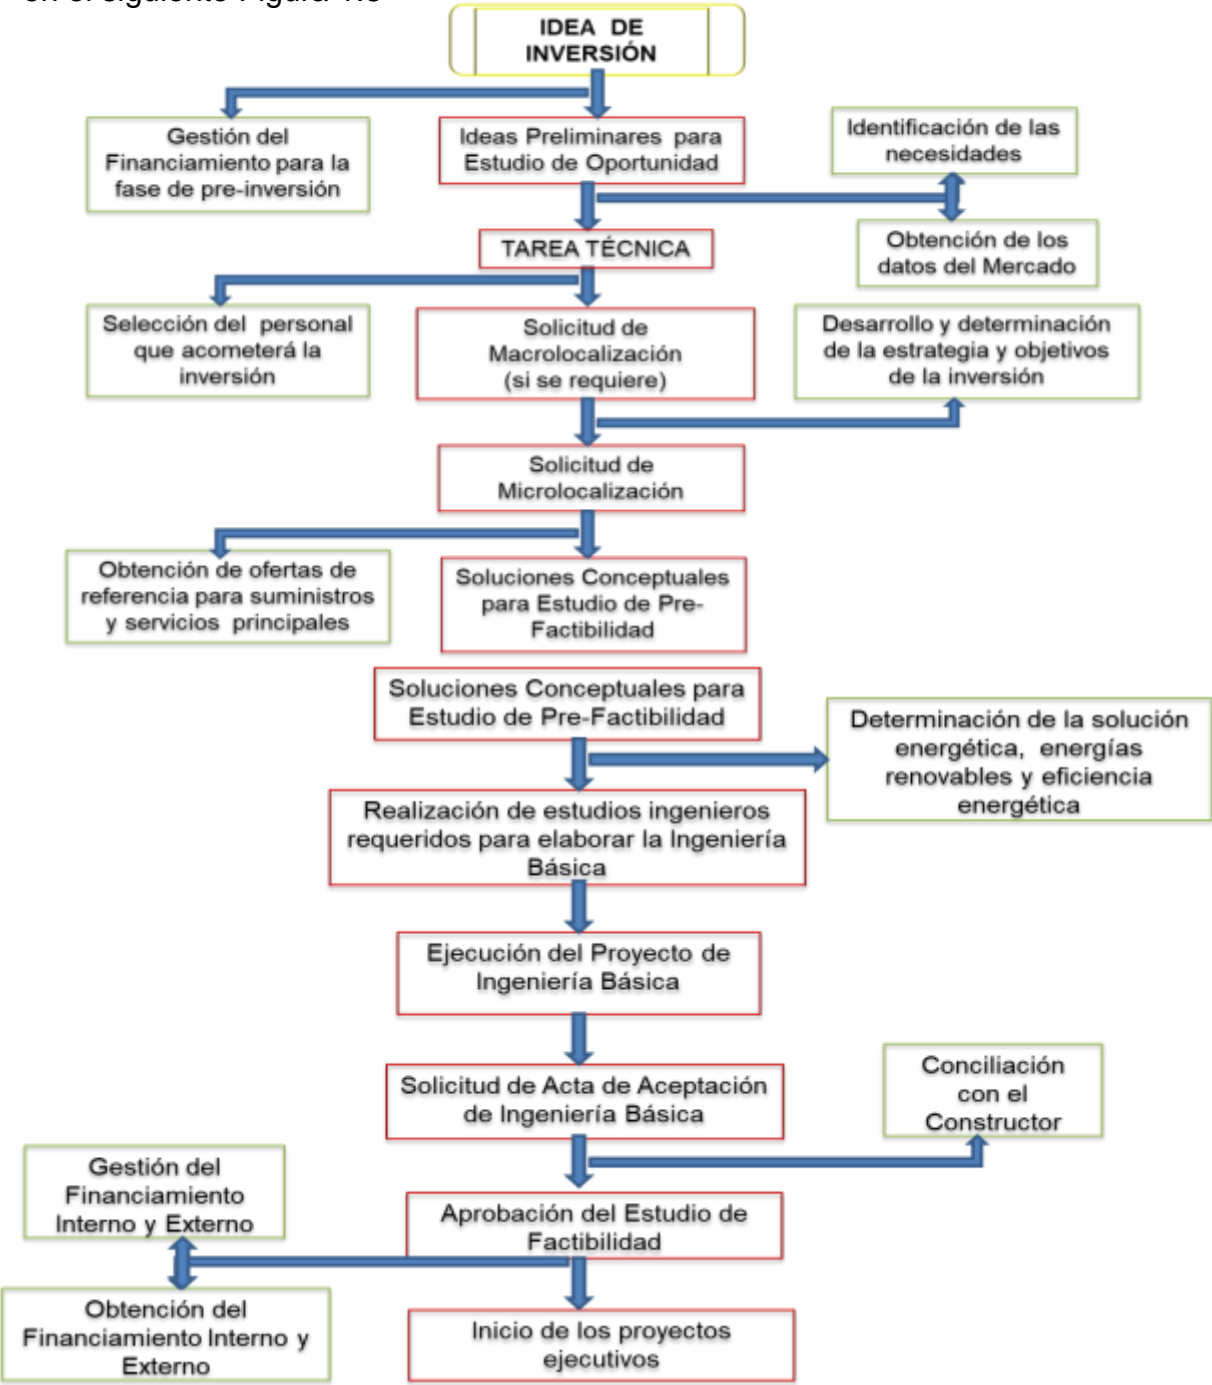 en el siguiente Figura
IDEA DE
INVERSIÓN
Gestión del
Financiamiento para la
fase de pre-inversión
Ideas Preliminares para
Estudio de Oportunidad
Identificación de las
necesidades
Obtención de los
datos del Mercado
TAREA TÉCNICA
Selección del personal
que acometerá la
inversión
Solicitud de
Macrolocalización
(si se requiere)
Desarrollo y determinación
de la estrategia y objetivos
de la inversión
Solicitud de
Microlocalización
Obtención de ofertas de
referencia para suministros
y servicios principales
Soluciones Conceptuales
para Estudio de Pre-
Factibilidad
Soluciones Conceptuales para
Estudio de Pre-Factibilidad
Determinación de la solución
energética, energías
renovables y eficiencia
energética
Realización de estudios ingenieros
requeridos para elaborar la Ingeniería
Básica
Ejecución del Proyecto de
Ingeniería Básica
Solicitud de Acta de Aceptación
de Ingeniería Básica
Conciliación
con el
Constructor
Gestión del
Financiamiento
Interno y Externo
Aprobación del Estudio de
Factibilidad
Obtención del
Financiamiento Interno y
Externo
Inicio de los proyectos
ejecutivos